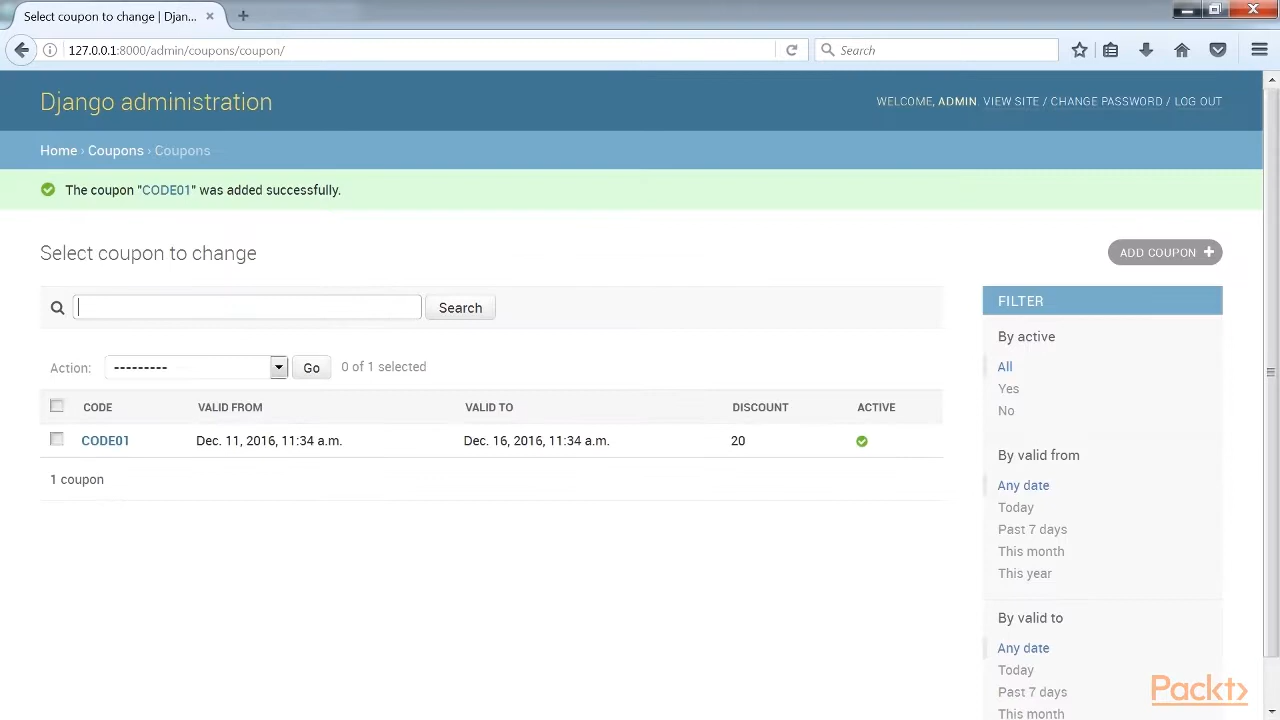 Select coupon to change | Djan...
127.0.0.1:8000/admin/coupons/coupon/
Search
Django administration
WELCOME, ADMIN. VIEW SITE / CHANGE PASSWORD / LOG OUT
Home › Coupons › Coupons
The coupon "CODE01" was added successfully.
Select coupon to change
ADD COUPON +
Search
Action: --------- Go 0 of 1 selected
CODE VALID FROM VALID TO DISCOUNT ACTIVE
CODE01 Dec. 11, 2016, 11:34 a.m. Dec. 16, 2016, 11:34 a.m. 20
1 coupon
FILTER
By active
All
Yes
No
By valid from
Any date
Today
Past 7 days
This month
This year
By valid to
Any date
Today
Past 7 days
This month
Packt›